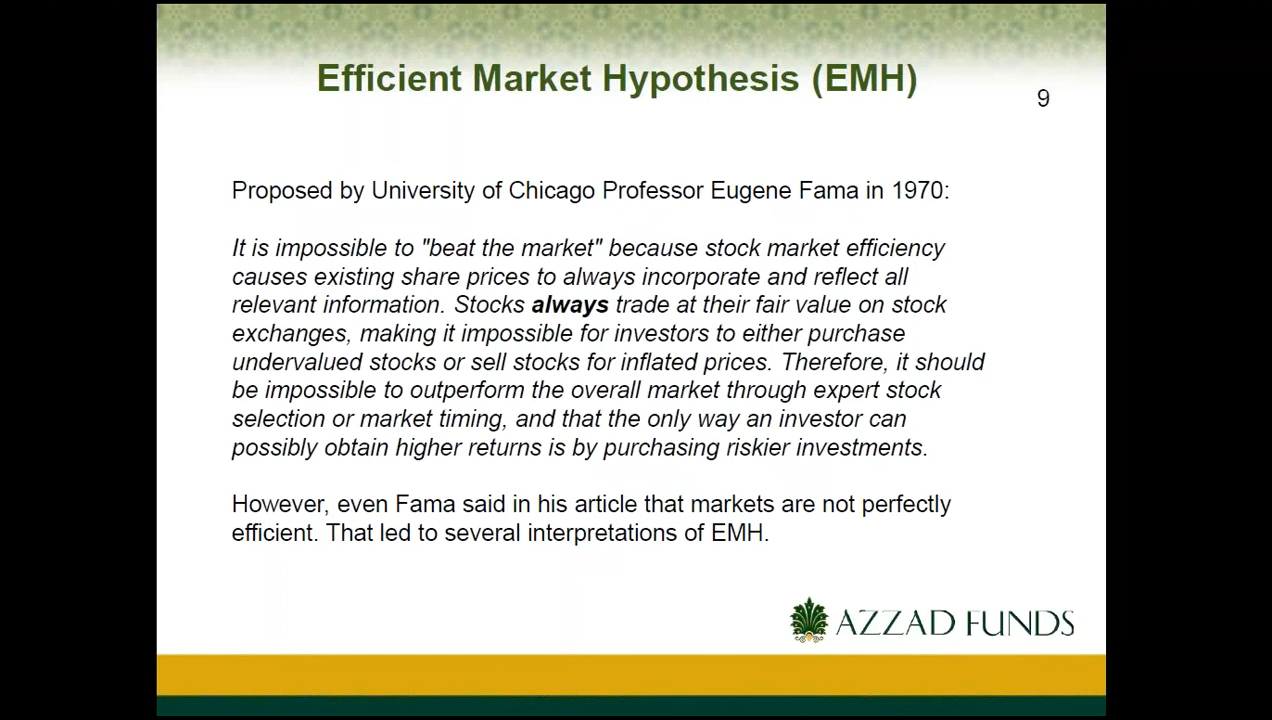 Efficient Market Hypothesis (EMH)
9
Proposed by University of Chicago Professor Eugene Fama in 1970:
It is impossible to "beat the market" because stock market efficiency
causes existing share prices to always incorporate and reflect all
relevant information. Stocks always trade at their fair value on stock
exchanges, making it impossible for investors to either purchase
undervalued stocks or sell stocks for inflated prices. Therefore, it should
be impossible to outperform the overall market through expert stock
selection or market timing, and that the only way an investor can
possibly obtain higher returns is by purchasing riskier investments.
However, even Fama said in his article that markets are not perfectly
efficient. That led to several interpretations of EMH.
AZZAD FUNDS